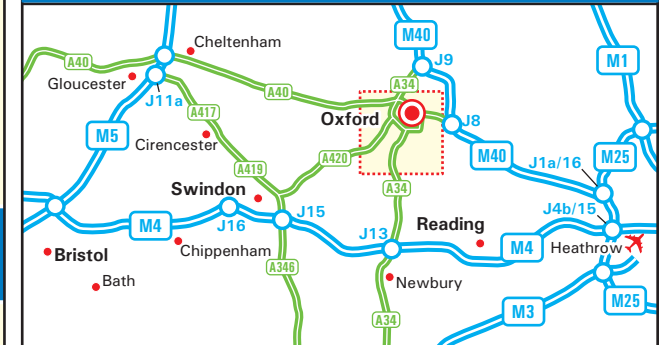 M40
Cheltenham
A40
J9
M1
Gloucester
A34
A40
J11a
A417
Oxford
J8
M5
Cirencester
M40
M25
A420
J1a/16
A419
A34
Swindon
J4b/15
M4
J16
J15
J13
Reading
M4
Heathrow
Bristol
Chippenham
A346
Newbury
Bath
M25
M3
A34